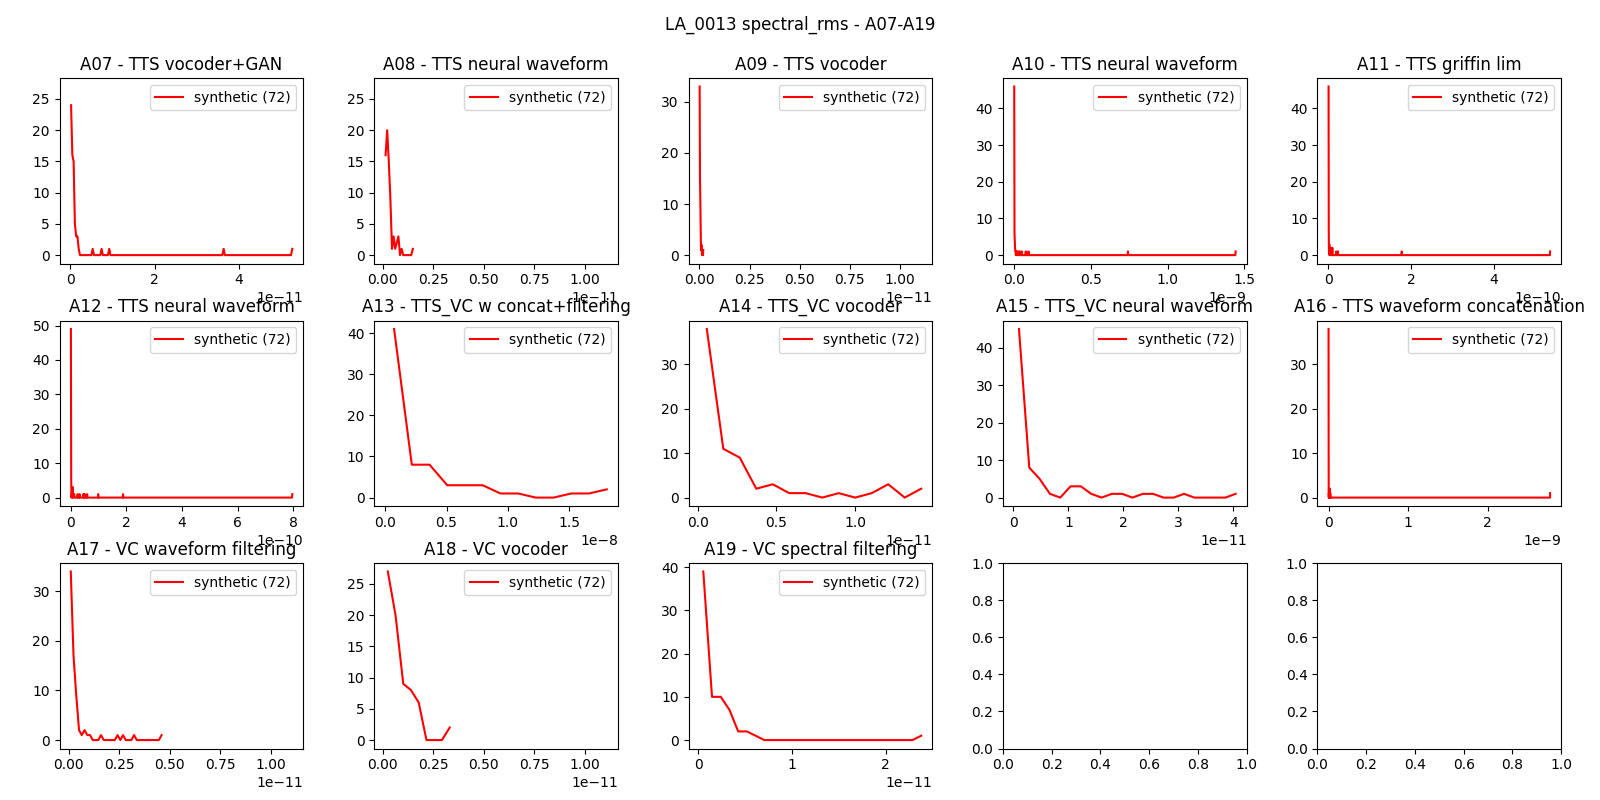 LA_0013 spectral_rms - A07-A19
A07 - TTS vocoder+GAN
A08 - TTS neural waveform
A09 - TTS vocoder
A10 - TTS neural waveform
A11 - TTS griffin lim
synthetic (72)
synthetic (72)
synthetic (72)
synthetic (72)
synthetic (72)
25
20
15
10
5
0
25
20
15
10
5
0
30
20
10
0
40
30
20
10
0
40
30
20
10
0
0 2 4
1e−11
0.00 0.25 0.50 0.75 1.00
1e−11
0.00 0.25 0.50 0.75 1.00
1e−11
0.0 0.5 1.0 1.5
1e−9
0 2 4
1e−10
A12 - TTS neural waveform
A13 - TTS_VC w concat+filtering
A14 - TTS_VC vocoder
A15 - TTS_VC neural waveform
A16 - TTS waveform concatenation
synthetic (72)
synthetic (72)
synthetic (72)
synthetic (72)
synthetic (72)
50
40
30
20
10
0
40
30
20
10
0
30
20
10
0
40
30
20
10
0
30
20
10
0
0 2 4 6 8
1e−10
0.0 0.5 1.0 1.5
1e−8
0.0 0.5 1.0
1e−11
0 1 2 3 4
1e−11
0 1 2
1e−9
A17 - VC waveform filtering
A18 - VC vocoder
A19 - VC spectral filtering
synthetic (72)
synthetic (72)
synthetic (72)
30
20
10
0
25
20
15
10
5
0
40
30
20
10
0
1.0
0.8
0.6
0.4
0.2
0.0
1.0
0.8
0.6
0.4
0.2
0.0
0.00 0.25 0.50 0.75 1.00
1e−11
0.00 0.25 0.50 0.75 1.00
1e−11
0 1 2
1e−11
0.0 0.2 0.4 0.6 0.8 1.0
0.0 0.2 0.4 0.6 0.8 1.0